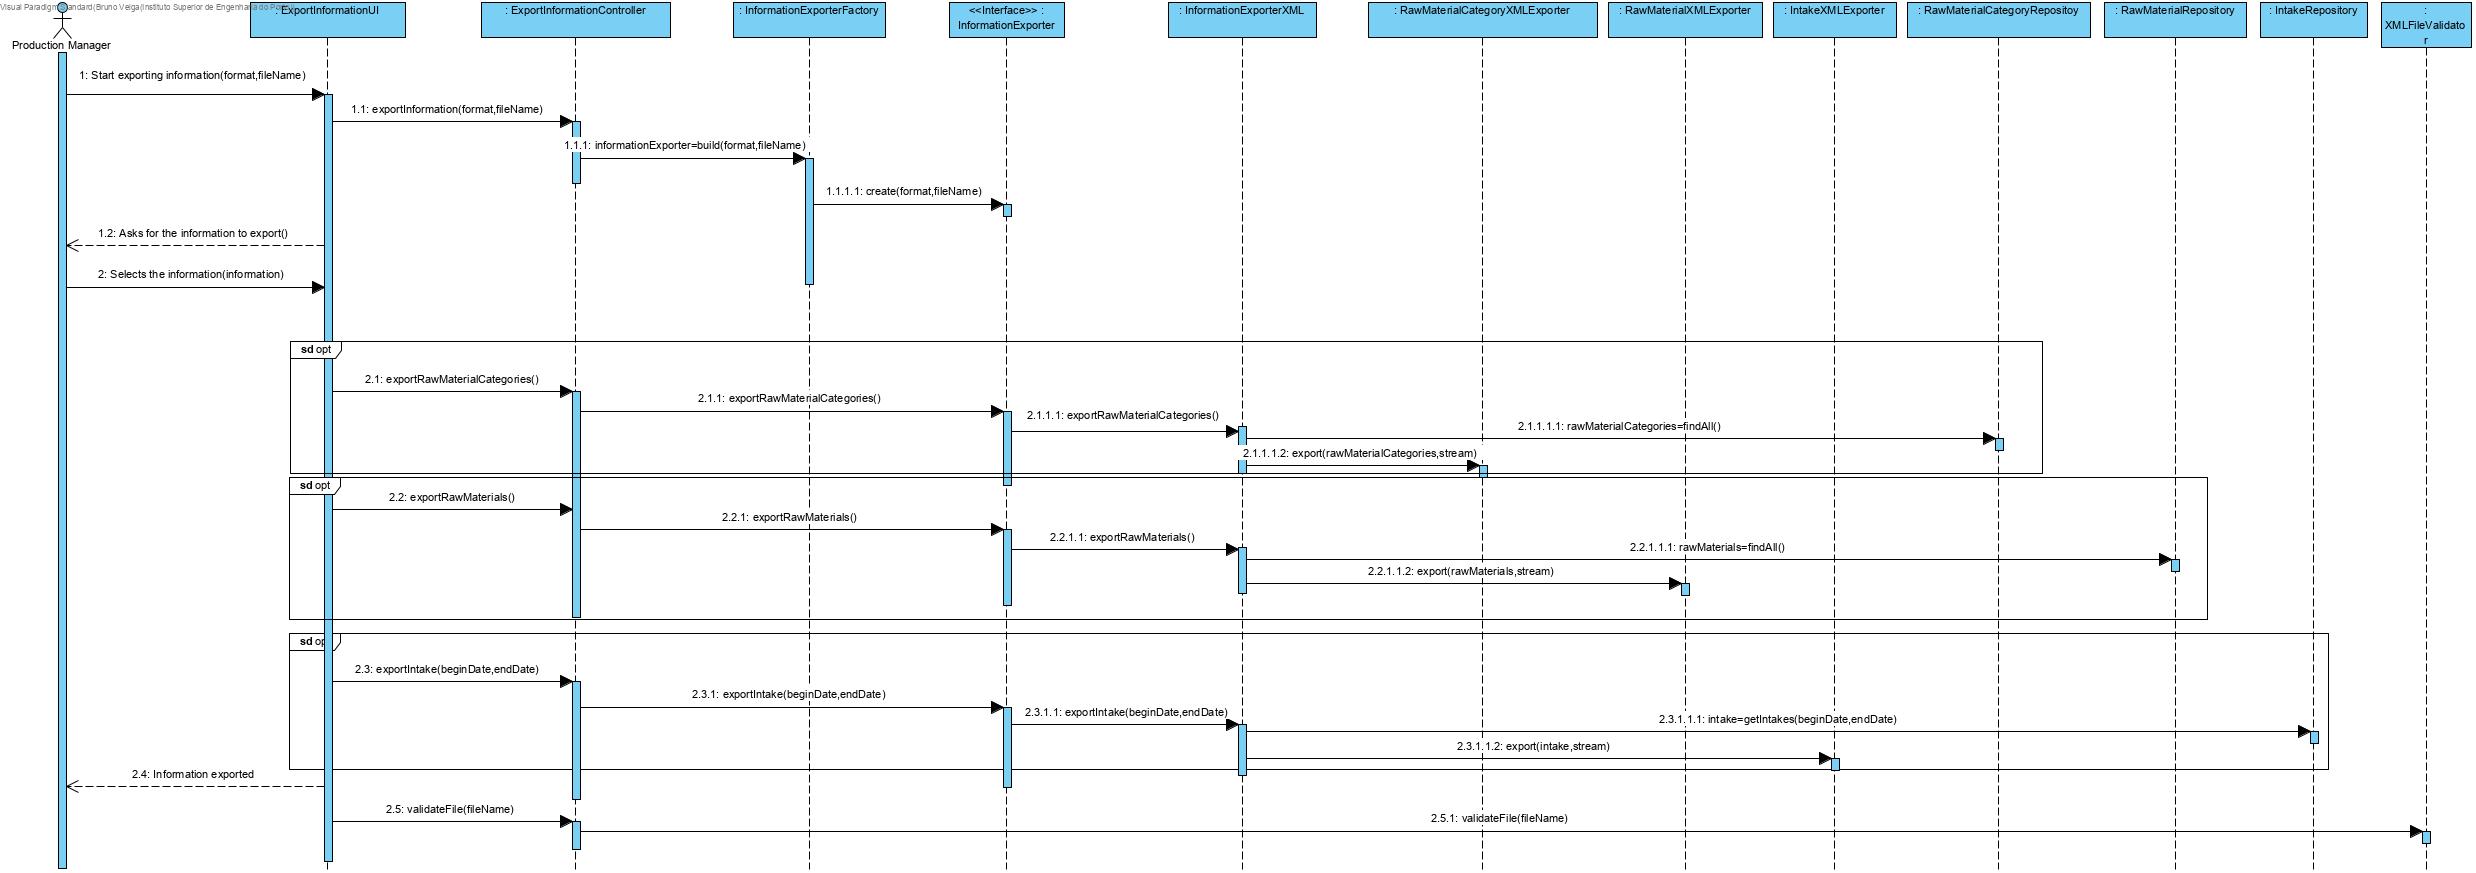 Visual Paradigm Standard(Bruno Veiga(Instituto Superior de Engenharia do Porto))
: ExportInformationUI
: ExportInformationController
: InformationExporterFactory
<<Interface>> :
InformationExporter
: InformationExporterXML
: RawMaterialCategoryXMLExporter
: RawMaterialXMLExporter
: IntakeXMLExporter
: RawMaterialCategoryRepositoy
: RawMaterialRepository
: IntakeRepository
:
XMLFileValidato
r
Production Manager
1: Start exporting information(format,fileName)
1.1: exportInformation(format,fileName)
1.1.1: informationExporter=build(format,fileName)
1.1.1.1: create(format,fileName)
1.2: Asks for the information to export()
2: Selects the information(information)
sd opt
2.1: exportRawMaterialCategories()
2.1.1: exportRawMaterialCategories()
2.1.1.1: exportRawMaterialCategories()
2.1.1.1.1: rawMaterialCategories=findAll()
2.1.1.1.2: export(rawMaterialCategories,stream)
sd opt
2.2: exportRawMaterials()
2.2.1: exportRawMaterials()
2.2.1.1: exportRawMaterials()
2.2.1.1.1: rawMaterials=findAll()
2.2.1.1.2: export(rawMaterials,stream)
sd opt
2.3: exportIntake(beginDate,endDate)
2.3.1: exportIntake(beginDate,endDate)
2.3.1.1: exportIntake(beginDate,endDate)
2.3.1.1.1: intake=getIntakes(beginDate,endDate)
2.3.1.1.2: export(intake,stream)
2.4: Information exported
2.5: validateFile(fileName)
2.5.1: validateFile(fileName)